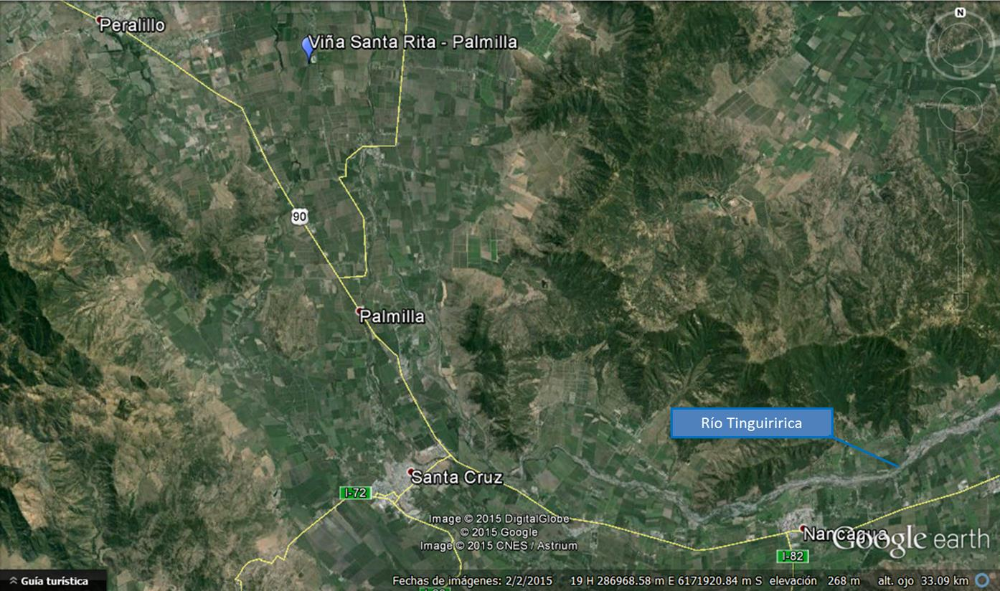 N
Peralillo
Viña Santa Rita - Palmilla
90
Palmilla
Río Tinguiririca
Santa Cruz
I-72
Image © 2015 DigitalGlobe
© 2015 Google
Image © 2015 CNES / Astrium
Nancagua
Google earth
I-82
Guía turística
Fechas de imágenes: 2/2/2015 19 H 286968.58 m E 6171920.84 m S elevación 268 m alt. ojo 33.09 km